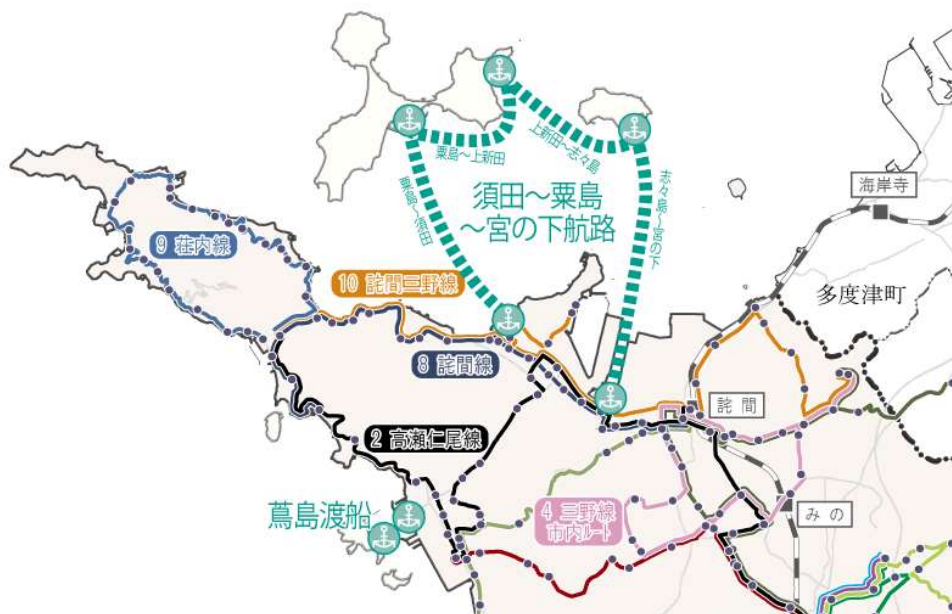 海岸寺
粟島～上新田
上新田～志々島
須田～粟島
～宮の下航路
粟島～須田
志々島～宮の下
多度津町
9 荘内線
10 詫間三野線
8 詫間線
詫間
2 高瀬仁尾線
蔦島渡船
4 三野線
市内ルート
みの